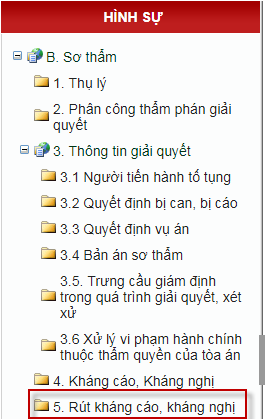 HÌNH SỰ
B. Sơ thẩm
1. Thụ lý
2. Phân công thẩm phán giải
quyết
3. Thông tin giải quyết
3.1 Người tiến hành tố tụng
3.2 Quyết định bị can, bị cáo
3.3 Quyết định vụ án
3.4 Bản án sơ thẩm
3.5. Trưng cầu giám định
trong quá trình giải quyết, xét
xử
3.6 Xử lý vi phạm hành chính
thuộc thẩm quyền của tòa án
4. Kháng cáo, Kháng nghị
5. Rút kháng cáo, kháng nghị